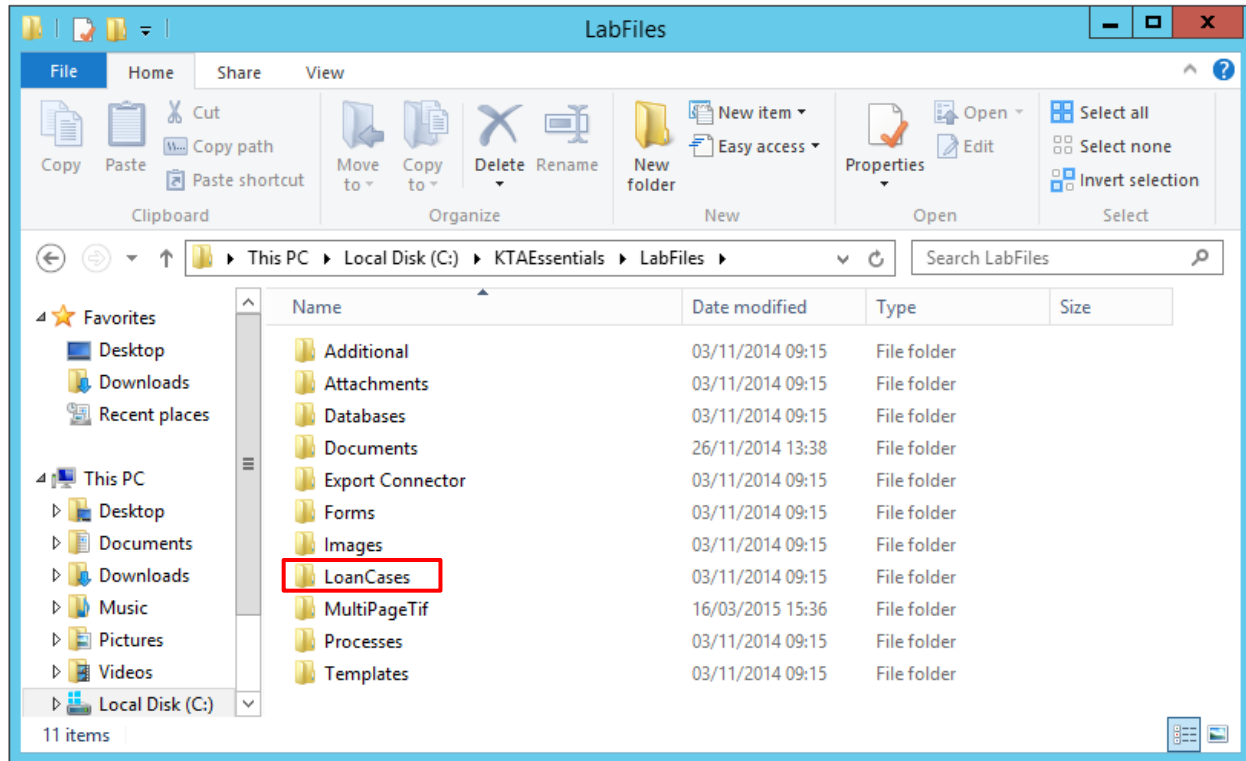 LabFiles
File Home Share View
Copy
Paste
Cut
Copy path
Paste shortcut
Clipboard
Move to
Copy to
Delete
Rename
Organize
New folder
New item
Easy access
New
Properties
Open
Edit
Open
Select all
Select none
Invert selection
Select
This PC Local Disk (C:) KTAEssentials LabFiles
Search LabFiles
Favorites
Desktop
Downloads
Recent places
This PC
Desktop
Documents
Downloads
Music
Pictures
Videos
Local Disk (C:)
Name Date modified Type Size
Additional 03/11/2014 09:15 File folder
Attachments 03/11/2014 09:15 File folder
Databases 03/11/2014 09:15 File folder
Documents 26/11/2014 13:38 File folder
Export Connector 03/11/2014 09:15 File folder
Forms 03/11/2014 09:15 File folder
Images 03/11/2014 09:15 File folder
LoanCases 03/11/2014 09:15 File folder
MultiPageTif 16/03/2015 15:36 File folder
Processes 03/11/2014 09:15 File folder
Templates 03/11/2014 09:15 File folder
11 items